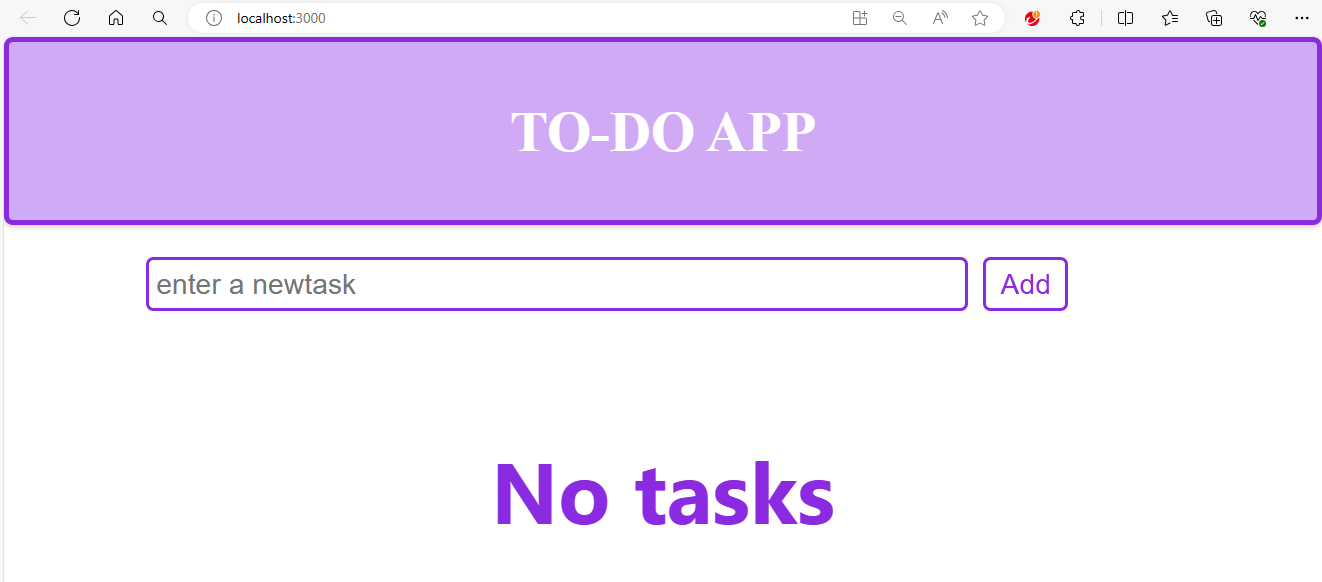 localhost:3000
TO-DO APP
enter a newtask
Add
No tasks